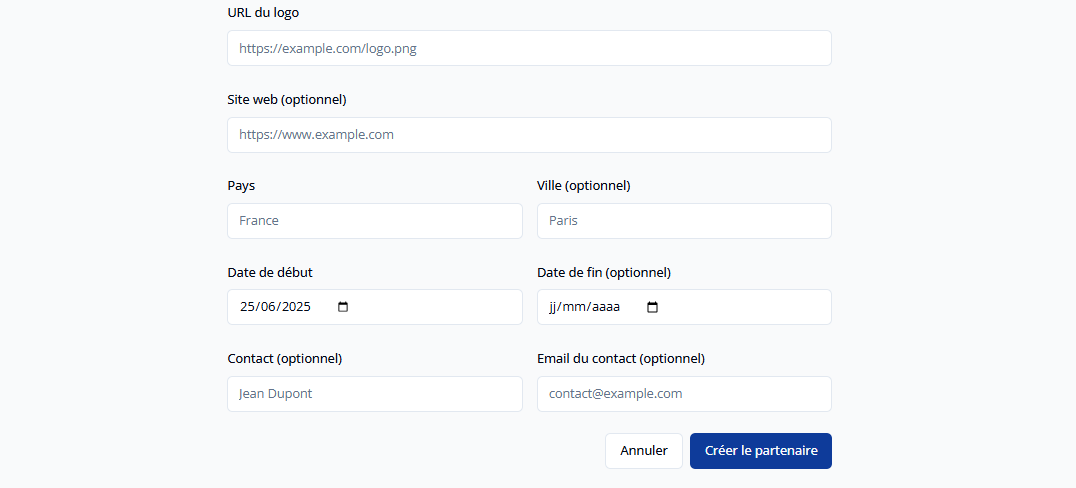 URL du logo
https://example.com/logo.png
Site web (optionnel)
https://www.example.com
Pays
Ville (optionnel)
France
Paris
Date de début
Date de fin (optionnel)
25/06/2025
jj/mm/aaaa
Contact (optionnel)
Email du contact (optionnel)
Jean Dupont
contact@example.com
Annuler
Créer le partenaire